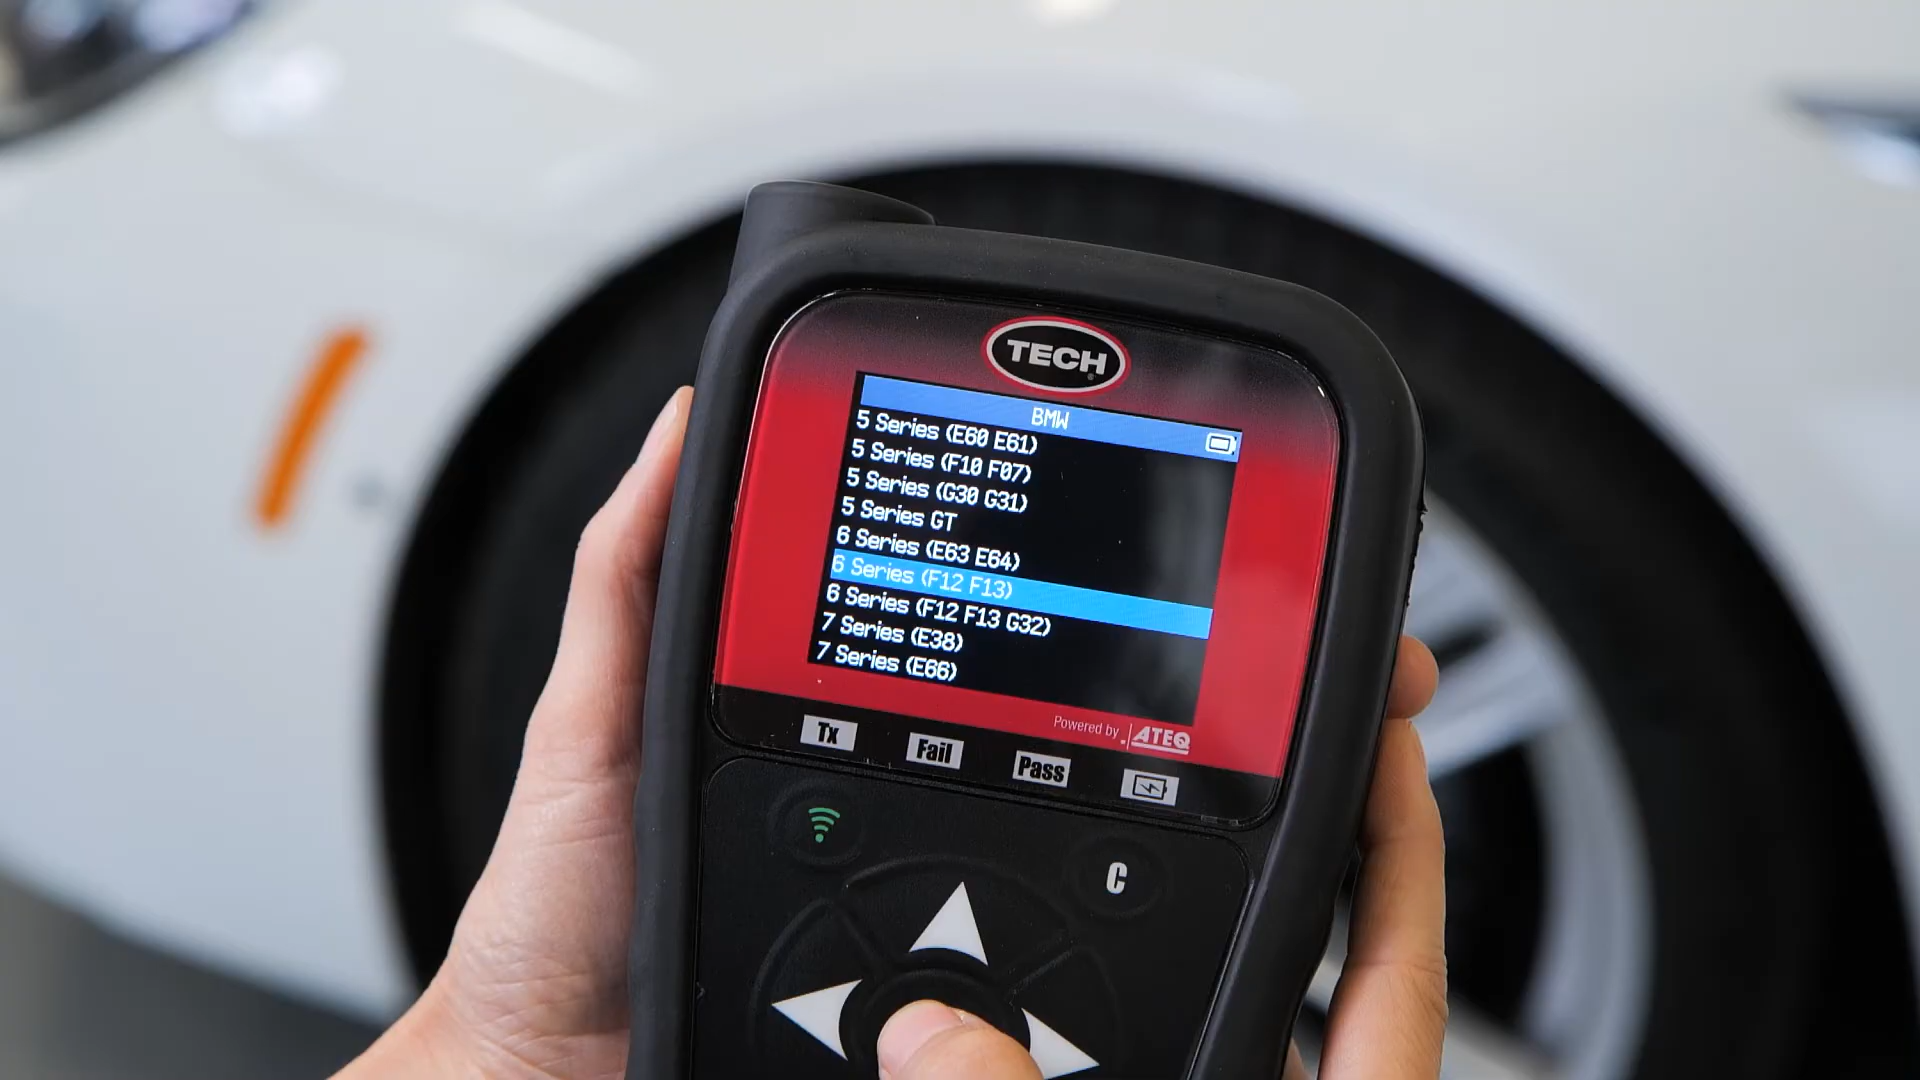 TECH
BMW
5 Series (E60 E61)
5 Series (F10 F07)
5 Series (G30 G31)
5 Series GT
6 Series (E63 E64)
6 Series (F12 F13)
6 Series (F12 F13 G32)
7 Series (E38)
7 Series (E66)
Powered by ATEQ
Tx Fail Pass
C